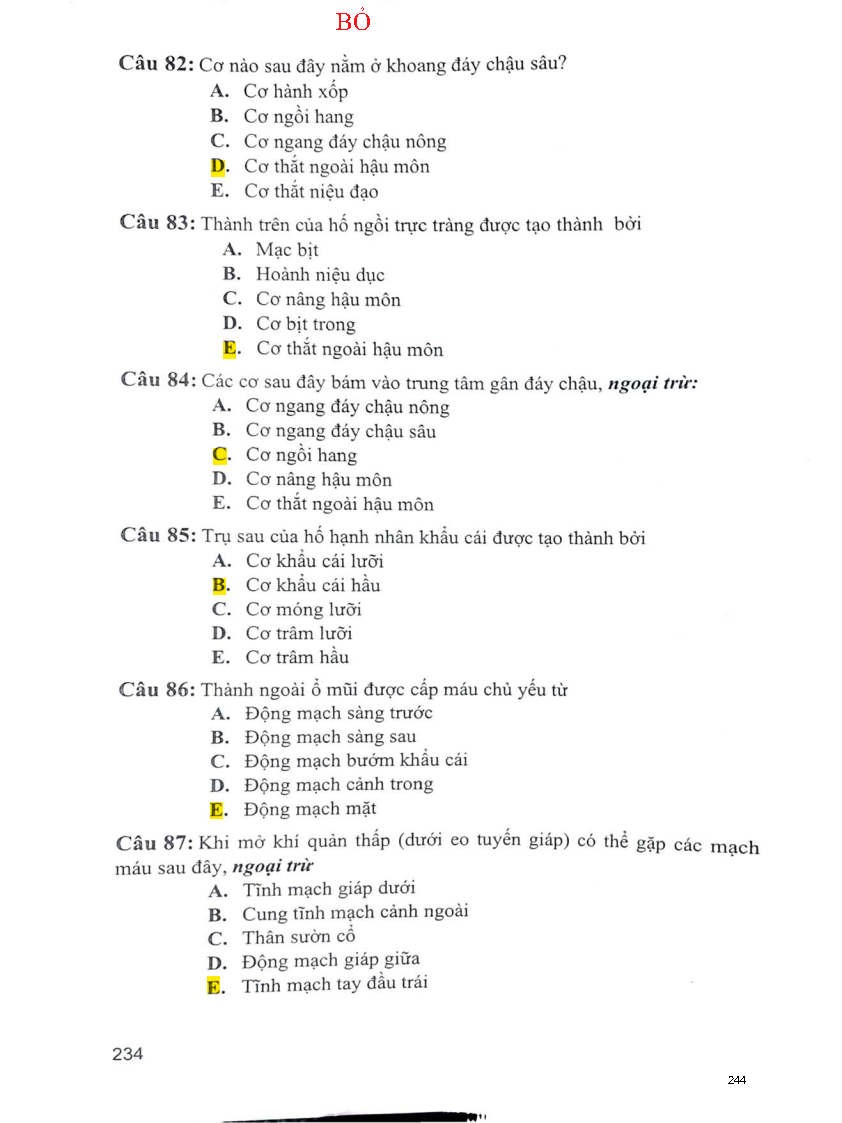 BỎ
Câu 82: Cơ nào sau đây nằm ở khoang đáy chậu sâu?
A. Cơ hành xốp
B. Cơ ngồi hang
C. Cơ ngang đáy chậu nông
D. Cơ thắt ngoài hậu môn
E. Cơ thắt niệu đạo
Câu 83: Thành trên của hố ngồi trực tràng được tạo thành bởi
A. Mạc bịt
B. Hoành niệu dục
C. Cơ nâng hậu môn
D. Cơ bịt trong
E. Cơ thắt ngoài hậu môn
Câu 84: Các cơ sau đây bám vào trung tâm gân đáy chậu, ngoại trừ:
A. Cơ ngang đáy chậu nông
B. Cơ ngang đáy chậu sâu
C. Cơ ngồi hang
D. Cơ nâng hậu môn
E. Cơ thắt ngoài hậu môn
Câu 85: Trụ sau của hố hạnh nhân khẩu cái được tạo thành bởi
A. Cơ khẩu cái lưỡi
B. Cơ khẩu cái hầu
C. Cơ móng lưỡi
D. Cơ trâm lưỡi
E. Cơ trâm hầu
Câu 86: Thành ngoài ổ mũi được cấp máu chủ yếu từ
A. Động mạch sàng trước
B. Động mạch sàng sau
C. Động mạch bướm khẩu cái
D. Động mạch cảnh trong
E. Động mạch mặt
Câu 87: Khi mở khí quản thấp (dưới eo tuyến giáp) có thể gặp các mạch
máu sau đây, ngoại trừ
A. Tĩnh mạch giáp dưới
B. Cung tĩnh mạch cảnh ngoài
C. Thân sườn cổ
D. Động mạch giáp giữa
E. Tĩnh mạch tay đầu trái
234
244